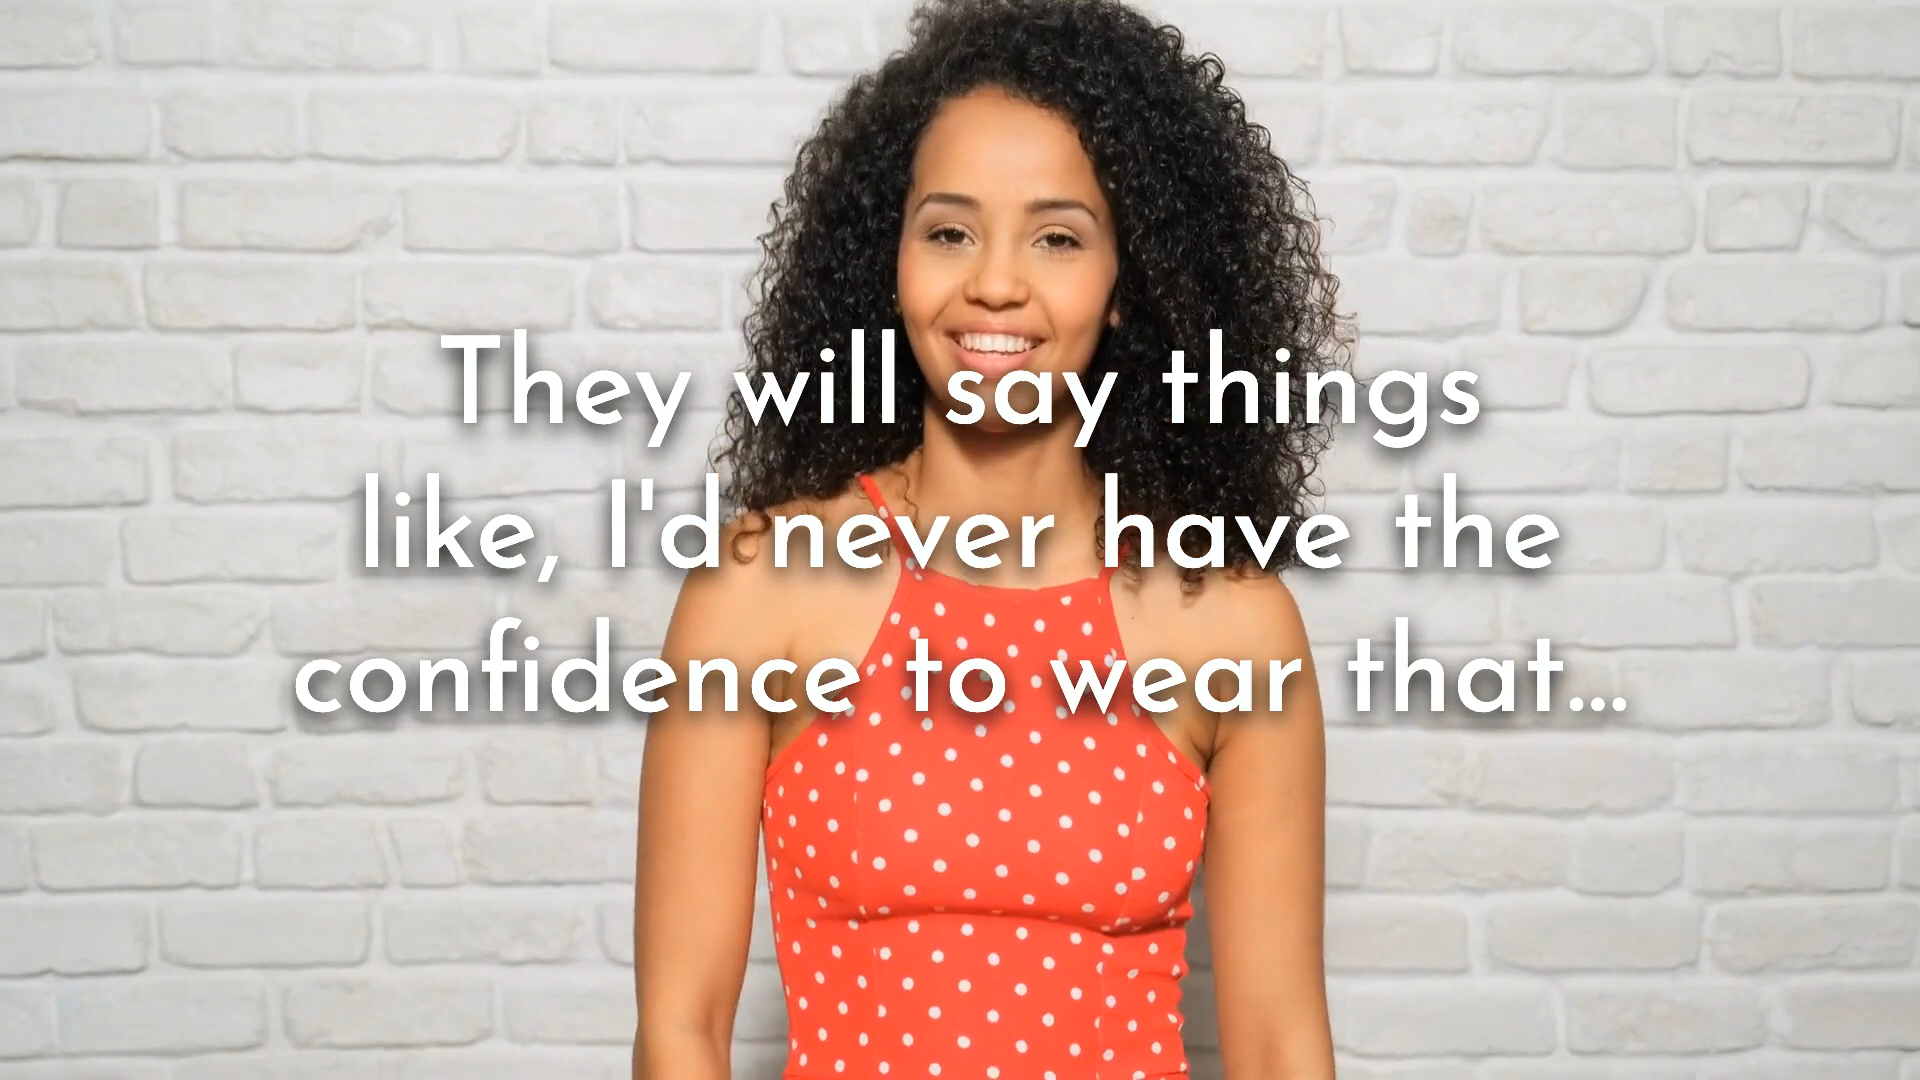 They will say things
like, I'd never have the
confidence to wear that...